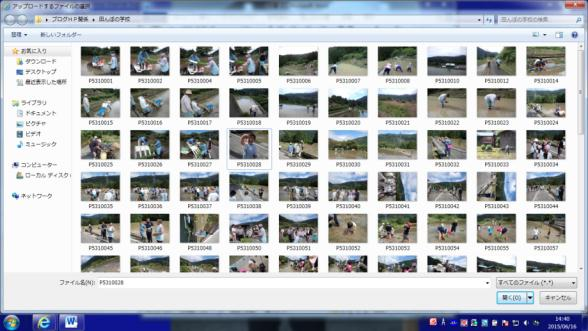 アップロードするファイルの選択
ブログHP関係 ▸ 田んぼの学校
田んぼの学校の検索
整理 ▼ 新しいフォルダー
お気に入り
ダウンロード
デスクトップ
最近表示した場所
ライブラリ
ドキュメント
ピクチャ
ビデオ
ミュージック
コンピューター
ローカル ディスク
ネットワーク
P5310001 P5310002 P5310004 P5310005 P5310006 P5310007 P5310008 P5310010 P5310012 P5310014
P5310015 P5310016 P5310017 P5310018 P5310019 P5310020 P5310021 P5310022 P5310023 P5310024
P5310025 P5310026 P5310027 P5310028 P5310029 P5310030 P5310031 P5310032 P5310033 P5310034
P5310035 P5310036 P5310037 P5310038 P5310039 P5310040 P5310041 P5310042 P5310043 P5310044
P5310045 P5310046 P5310048 P5310050 P5310051 P5310052 P5310053 P5310054 P5310055 P5310057
ファイル名(N): P5310028
すべてのファイル (*.*)
開く(O) キャンセル
14:40
2015/06/16